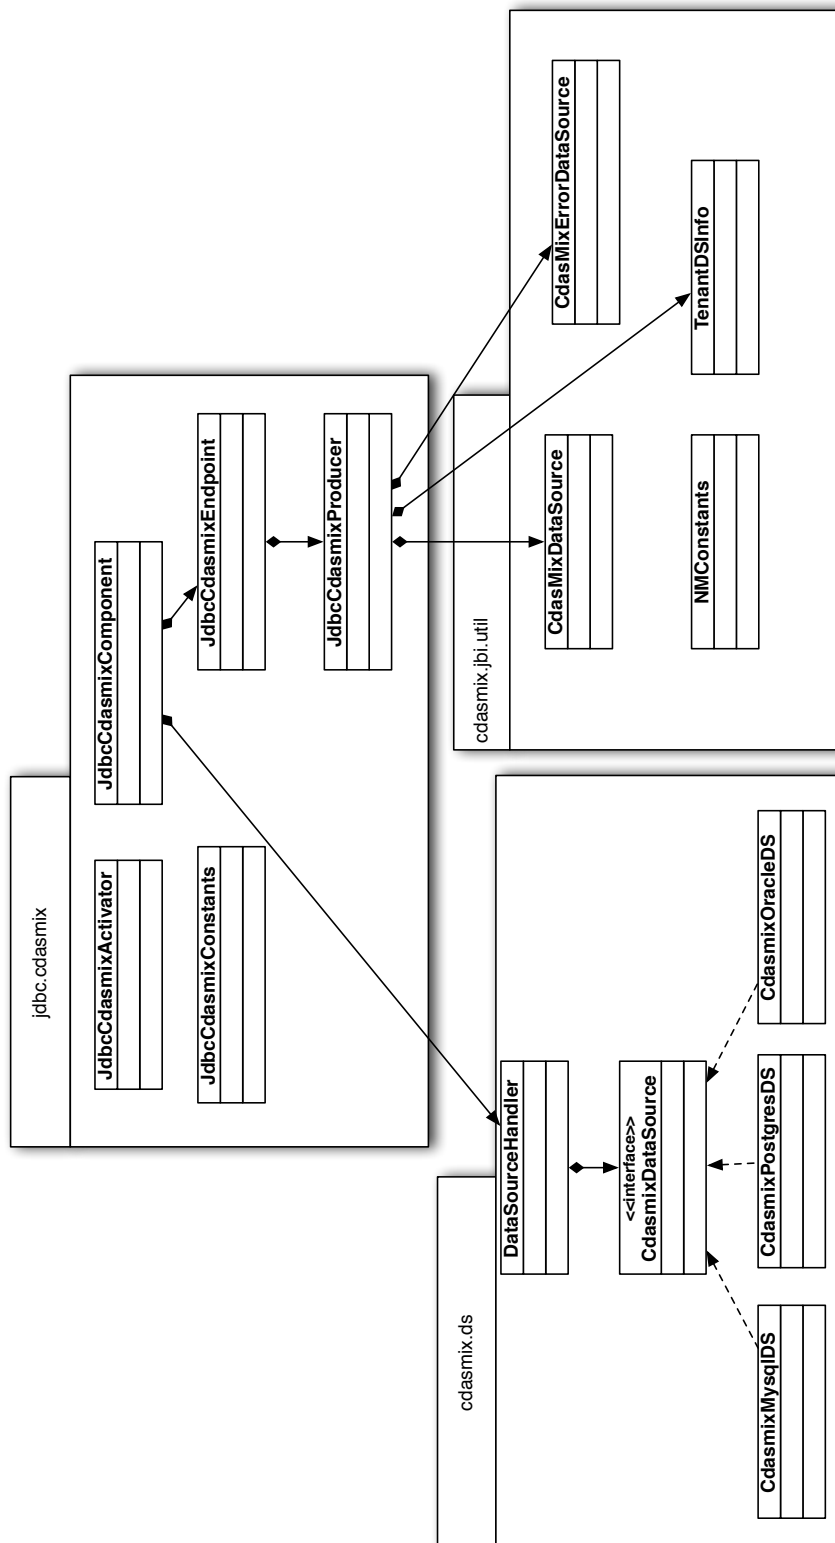 jdbc.cdasmix
JdbcCdasmixActivator
JdbcCdasmixComponent
JdbcCdasmixConstants
JdbcCdasmixEndpoint
JdbcCdasmixProducer
cdasmix.ds
DataSourceHandler
<<interface>>
CdasmixDataSource
CdasmixMysqlDS
CdasmixPostgresDS
CdasmixOracleDS
cdasmix.jbi.util
CdasMixDataSource
CdasMixErrorDataSource
NMConstants
TenantDSInfo